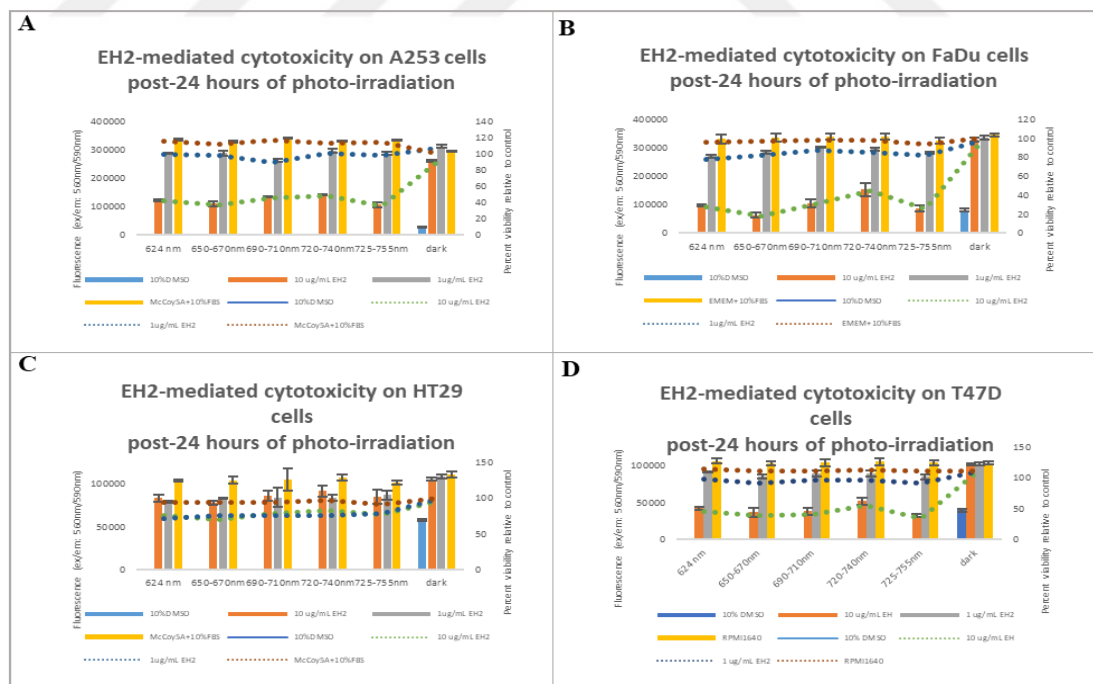 A
EH2-mediated cytotoxicity on A253 cells
post-24 hours of photo-irradiation
Fluorescence (ex/em: 560nm/590nm)
400000
300000
200000
100000
0
140
120
100
80
60
40
20
0
Percent viability relative to control
624 nm 650-670nm 690-710nm 720-740nm 725-755nm dark
10%DMSO 10 ug/mL EH2 1ug/mL EH2
McCoy5A+10%FBS 10%DMSO 10 ug/mL EH2
1ug/mL EH2 McCoy5A+10%FBS
B
EH2-mediated cytotoxicity on FaDu cells
post-24 hours of photo-irradiation
Fluorescence (ex/em: 560nm/590nm)
400000
300000
200000
100000
0
120
100
80
60
40
20
0
Percent viability relative to control
624 nm 650-670nm 690-710nm 720-740nm 725-755nm dark
10%DMSO 10 ug/mL EH2 1ug/mL EH2
EMEM+10%FBS 10%DMSO 10 ug/mL EH2
1ug/mL EH2 EMEM+10%FBS
C
EH2-mediated cytotoxicity on HT29
cells
post-24 hours of photo-irradiation
Fluorescence (ex/em: 560nm/590nm)
100000
50000
0
150
100
50
0
Percent viability relative to control
624 nm 650-670nm 690-710nm 720-740nm 725-755nm dark
10%DMSO 10 ug/mL EH2 1ug/mL EH2
McCoy5A+10%FBS 10%DMSO 10 ug/mL EH2
1ug/mL EH2 McCoy5A+10%FBS
D
EH2-mediated cytotoxicity on T47D
cells
post-24 hours of photo-irradiation
Fluorescence (ex/em: 560nm/590nm)
100000
50000
0
150
100
50
0
Percent viability relative to control
624 nm 650-670nm 690-710nm 720-740nm 725-755nm dark
10% DMSO 10 ug/mL EH 1 ug/mL EH2
RPMI1640 10% DMSO 10 ug/mL EH
1 ug/mL EH2 RPMI1640